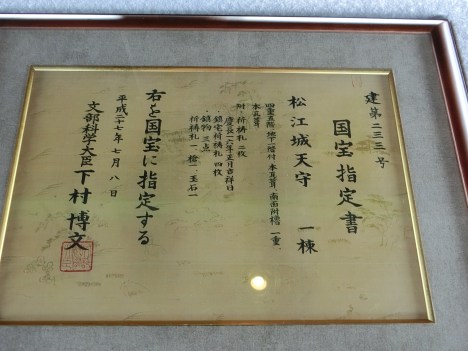 建第二三三号
国宝指定書
松江城天守 一棟
四重五階 地下一階付 本瓦葺 南面附櫓 一重
本瓦葺
附 祈祷札 二枚
慶長一六年正月吉祥日
鎮宅祈祷札 四枚
鎮物 三点
祈祷札一、槍一、玉石一
右を国宝に指定する
平成二十七年七月八日
文部科学大臣 下村博文